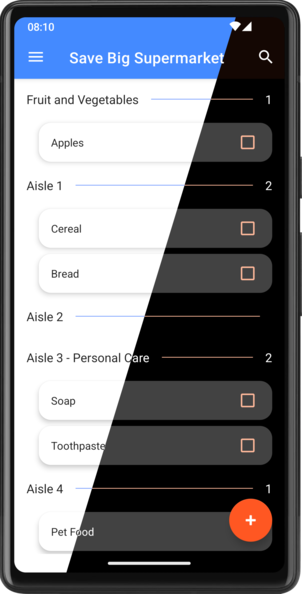 08:10
Save Big Supermarket
Fruit and Vegetables 1
Apples
Aisle 1 2
Cereal
Bread
Aisle 2
Aisle 3 - Personal Care 2
Soap
Toothpaste
Aisle 4 1
Pet Food
+